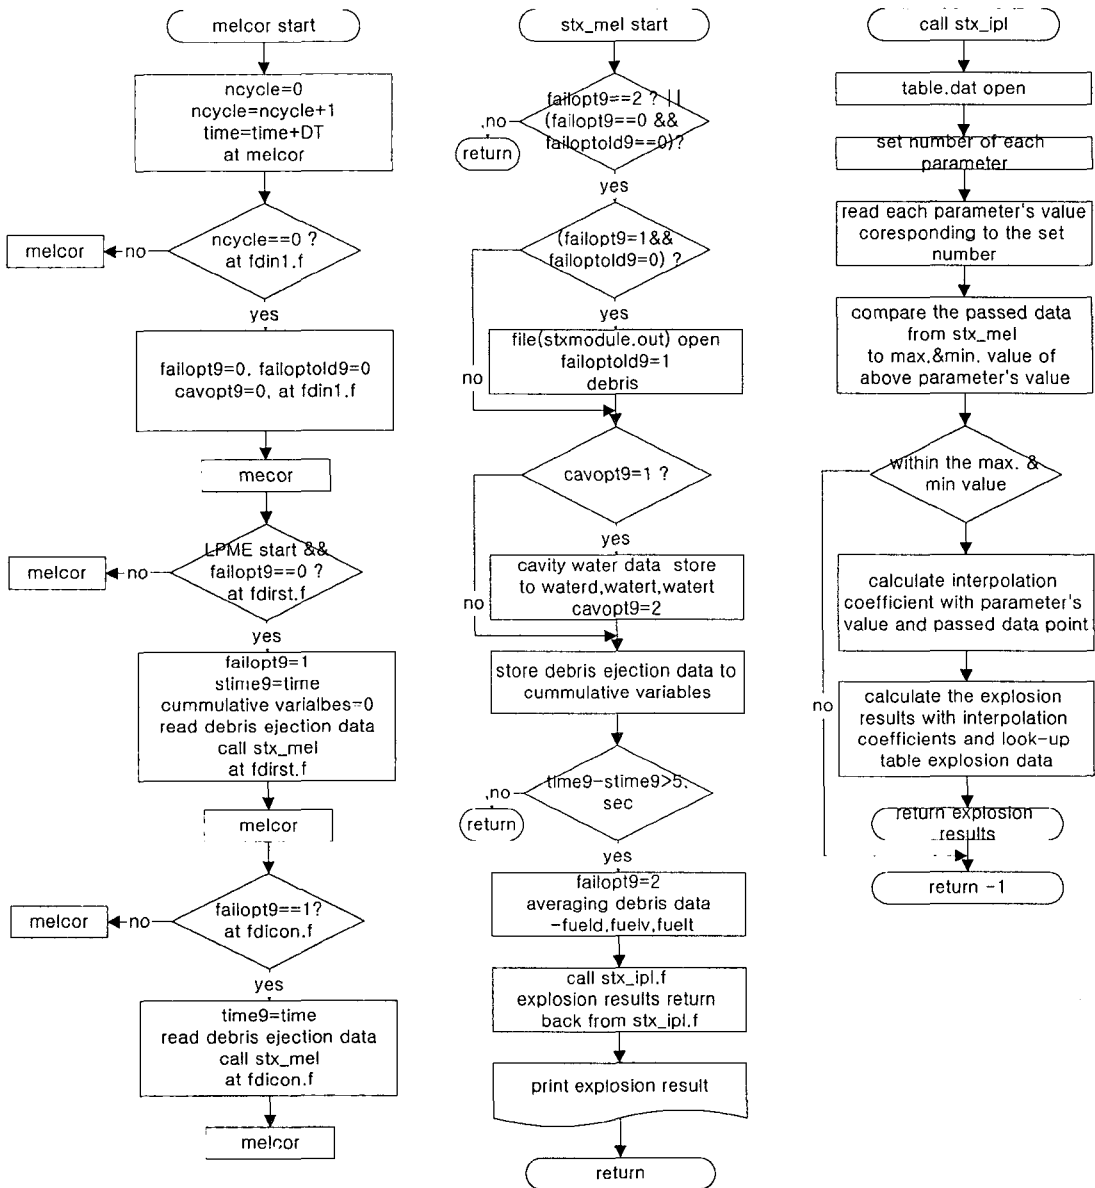 melcor start
ncycle=0
ncycle=ncycle+1
time=time+DT
at melcor
ncycle==0 ?
at fdin1.f
no
melcor
yes
failopt9=0, failoptold9=0
cavopt9=0, at fdin1.f
mecor
LPME start &&
failopt9==0 ?
at fdirst.f
no
melcor
yes
failopt9=1
stime9=time
cummulative varialbes=0
read debris ejection data
call stx_mel
at fdirst.f
melcor
failopt9==1?
at fdicon.f
no
melcor
yes
time9=time
read debris ejection data
call stx_mel
at fdicon.f
melcor
stx_mel start
failopt9==2 ? ||
(failopt9==0 &&
failoptold9==0)?
no
return
yes
(failopt9=1&&
failoptold9=0) ?
yes
file(stxmodule.out) open
failoptold9=1
debris
no
cavopt9=1 ?
yes
cavity water data store
to waterd,watert,watert
cavopt9=2
no
store debris ejection data to
cummulative variables
time9-stime9>5.
sec
no
return
yes
failopt9=2
averaging debris data
-fueld,fuelv,fuelt
call stx_ipl.f
explosion results return
back from stx_ipl.f
print explosion result
return
call stx_ipl
table.dat open
set number of each
parameter
read each parameter's value
coresponding to the set
number
compare the passed data
from stx_mel
to max.&min. value of
above parameter's value
within the max. &
min value
calculate interpolation
coefficient with parameter's
value and passed data point
no
calculate the explosion
results with interpolation
coefficients and look-up
table explosion data
return explosion
results
return -1